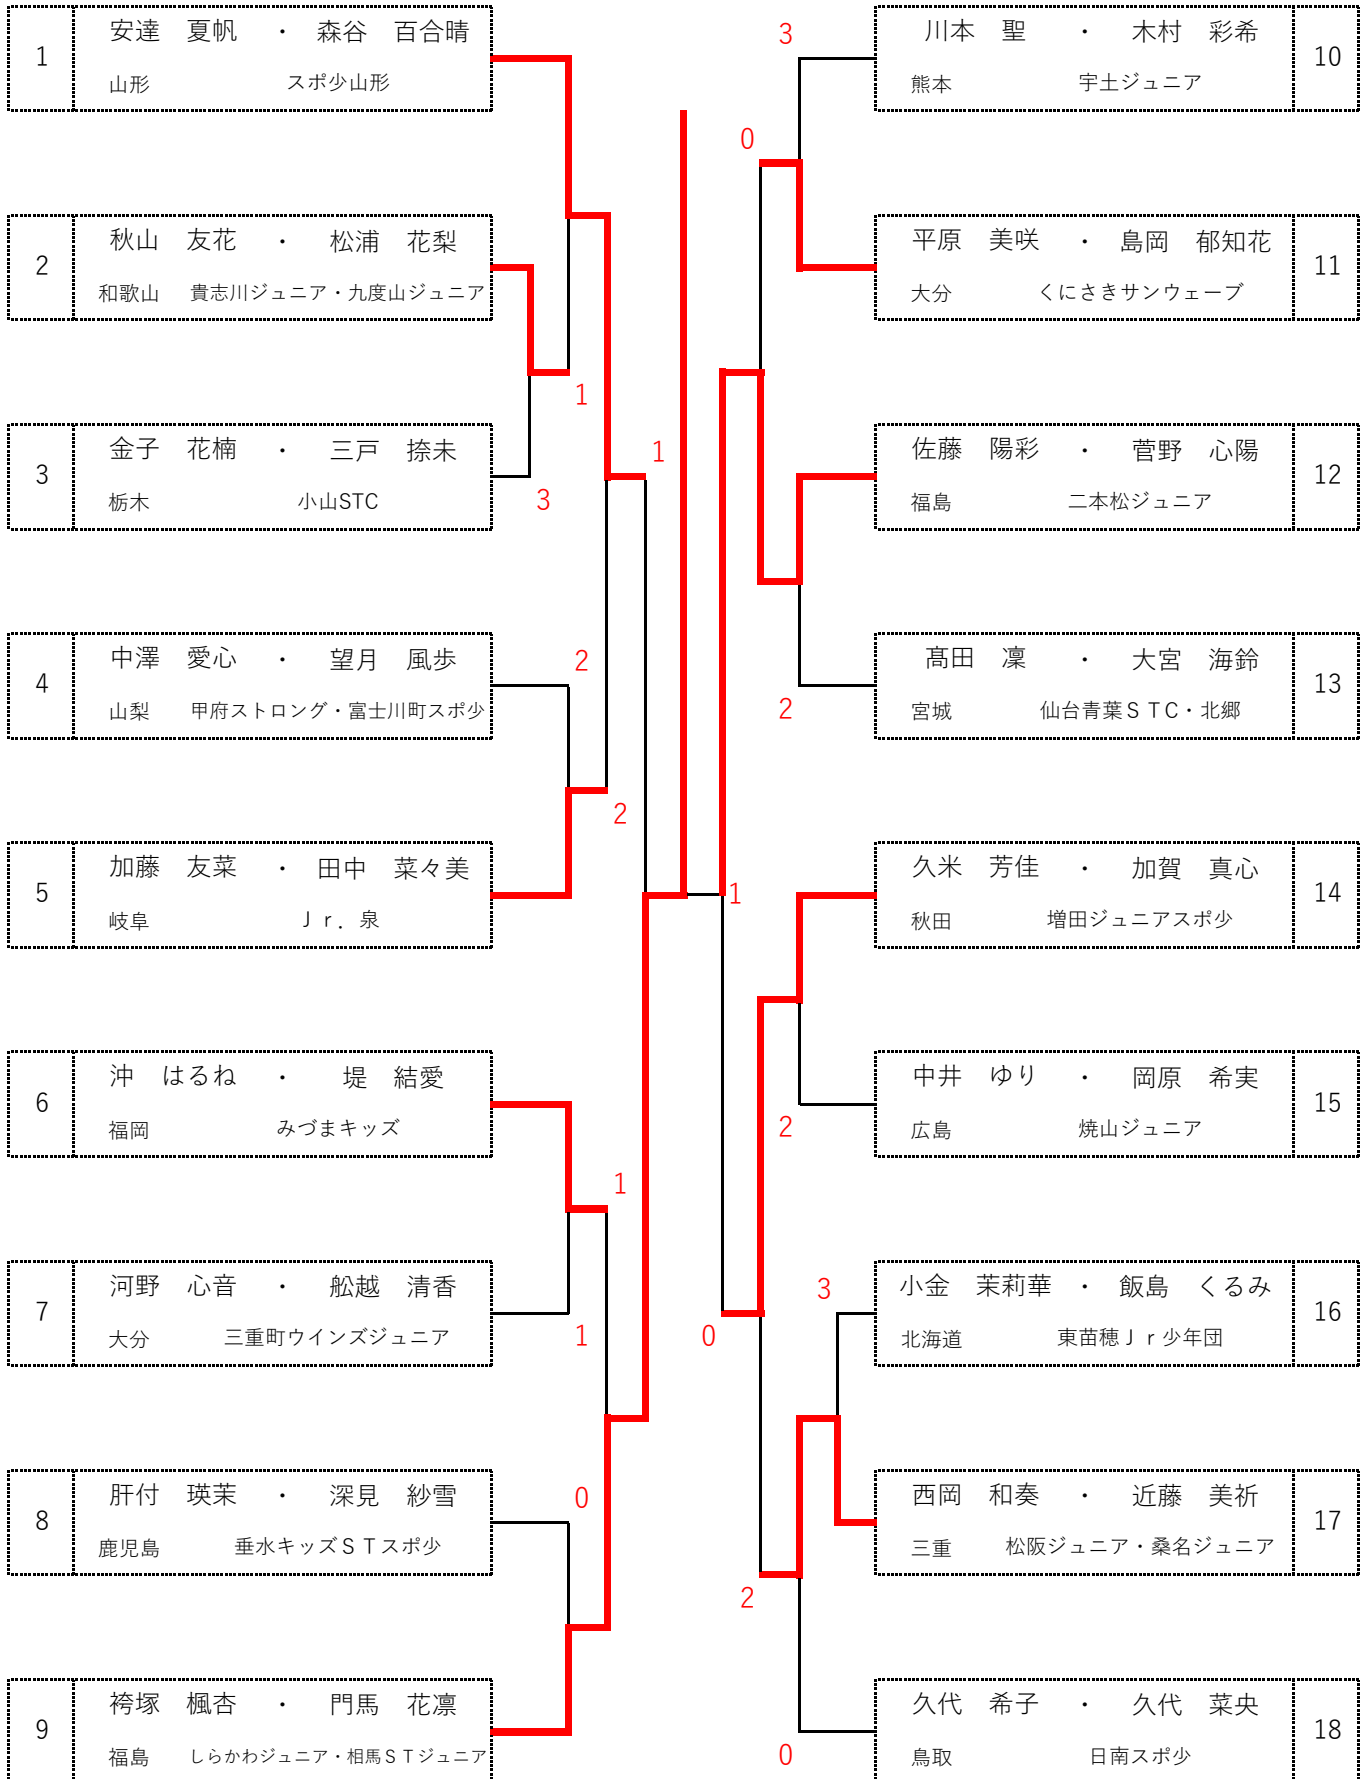 1
安達　夏帆　・　森谷　百合晴
山形　スポ少山形
2
秋山　友花　・　松浦　花梨
和歌山　貴志川ジュニア・九度山ジュニア
3
金子　花楠　・　三戸　捺未
栃木　小山STC
4
中澤　愛心　・　望月　風歩
山梨　甲府ストロング・富士川町スポ少
5
加藤　友菜　・　田中　菜々美
岐阜　Ｊｒ．泉
6
沖　はるね　・　堤　結愛
福岡　みづまキッズ
7
河野　心音　・　舩越　清香
大分　三重町ウインズジュニア
8
肝付　瑛茉　・　深見　紗雪
鹿児島　垂水キッズＳＴスポ少
9
袴塚　楓杏　・　門馬　花凛
福島　しらかわジュニア・相馬ＳＴジュニア
1
3
2
2
1
1
1
0
3
0
2
1
2
0
3
2
0
川本　聖　・　木村　彩希
熊本　宇土ジュニア
10
平原　美咲　・　島岡　郁知花
大分　くにさきサンウェーブ
11
佐藤　陽彩　・　菅野　心陽
福島　二本松ジュニア
12
髙田　凜　・　大宮　海鈴
宮城　仙台青葉ＳＴＣ・北郷
13
久米　芳佳　・　加賀　真心
秋田　増田ジュニアスポ少
14
中井　ゆり　・　岡原　希実
広島　焼山ジュニア
15
小金　茉莉華　・　飯島　くるみ
北海道　東苗穂Ｊｒ少年団
16
西岡　和奏　・　近藤　美祈
三重　松阪ジュニア・桑名ジュニア
17
久代　希子　・　久代　菜央
鳥取　日南スポ少
18